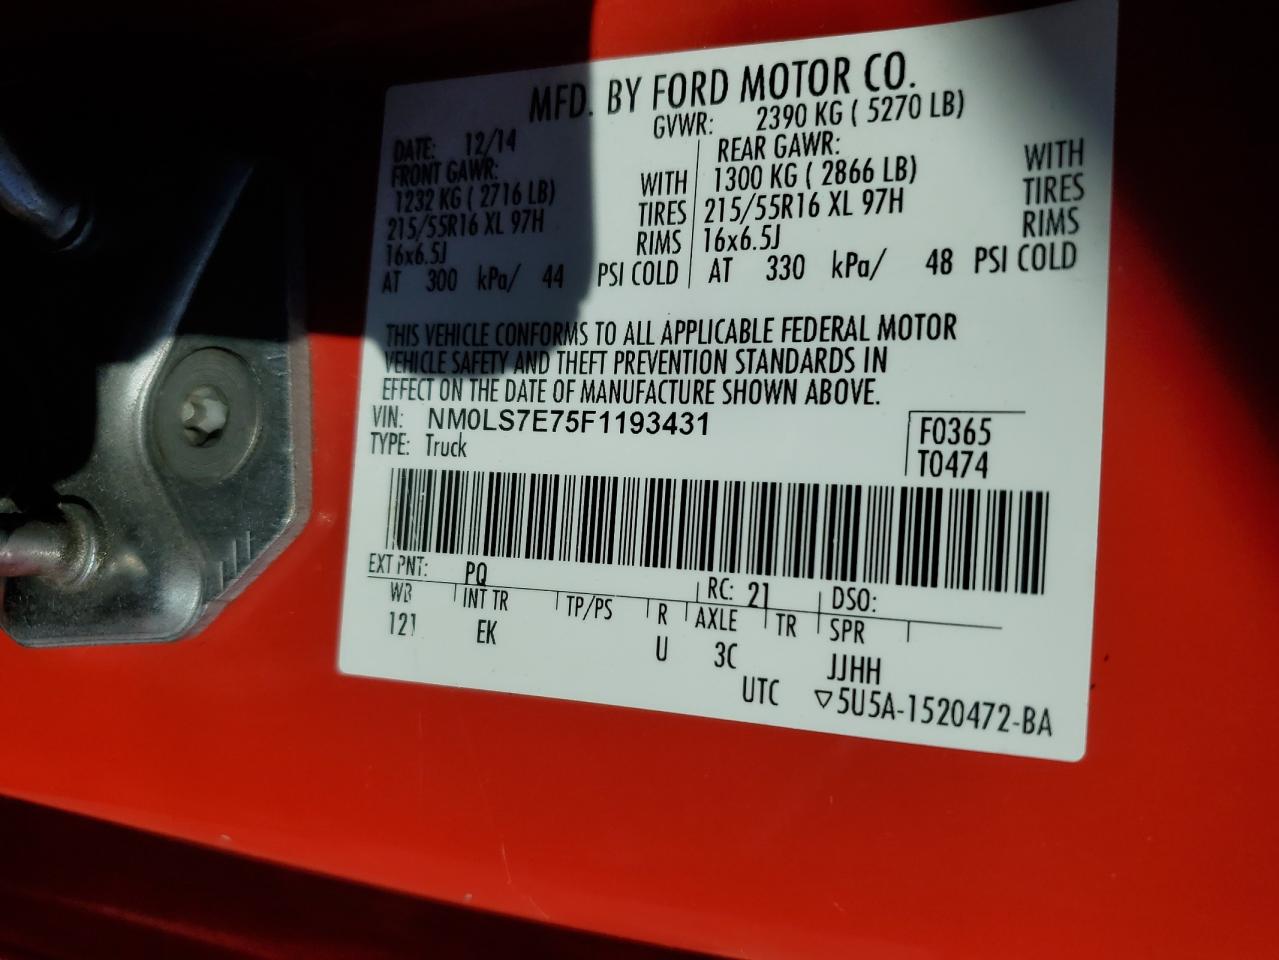 MFD. BY FORD MOTOR CO.
DATE: 12/14 GVWR: 2390 KG ( 5270 LB)
FRONT GAWR: REAR GAWR:
1232 KG ( 2716 LB) WITH 1300 KG ( 2866 LB) WITH
215/55R16 XL 97H TIRES 215/55R16 XL 97H TIRES
16x6.5J RIMS 16x6.5J RIMS
AT 300 kPa/ 44 PSI COLD AT 330 kPa/ 48 PSI COLD
THIS VEHICLE CONFORMS TO ALL APPLICABLE FEDERAL MOTOR
VEHICLE SAFETY AND THEFT PREVENTION STANDARDS IN
EFFECT ON THE DATE OF MANUFACTURE SHOWN ABOVE.
VIN: NM0LS7E75F1193431 F0365
TYPE: Truck T0474
EXT PNT: PQ RC: 21 DSO:
WB INT TR TP/PS R AXLE TR SPR
121 EK U 3C JJHH
UTC ▽5U5A-1520472-BA